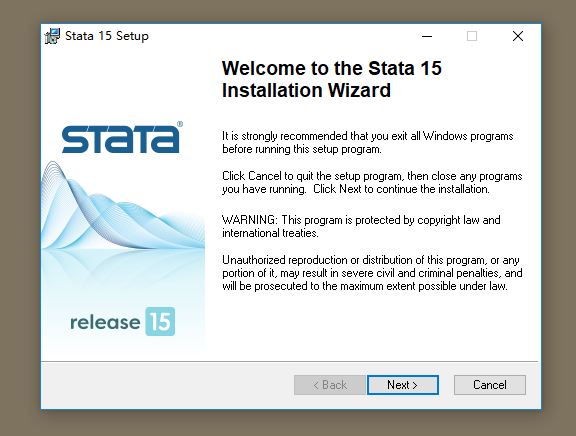 Stata 15 Setup
Welcome to the Stata 15
Installation Wizard
STATA®
It is strongly recommended that you exit all Windows programs
before running this setup program.
Click Cancel to quit the setup program, then close any programs
you have running. Click Next to continue the installation.
WARNING: This program is protected by copyright law and
international treaties.
Unauthorized reproduction or distribution of this program, or any
portion of it, may result in severe civil and criminal penalties, and
will be prosecuted to the maximum extent possible under law.
release 15
< Back
Next >
Cancel